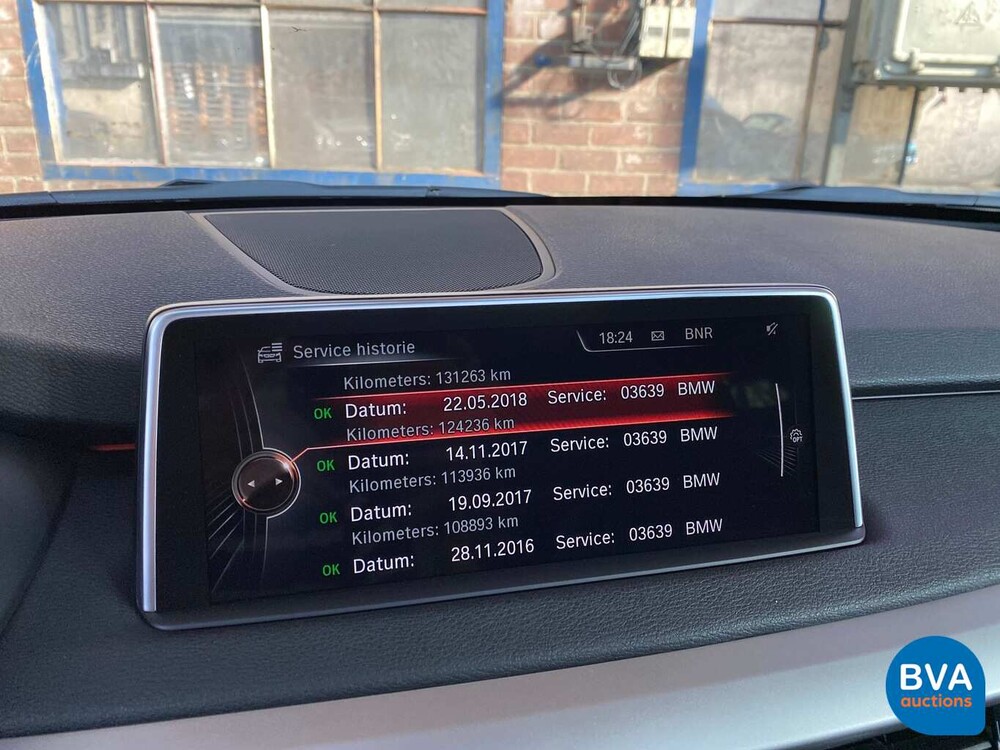 18:24 BNR
Service historie
Kilometers: 131263 km
OK Datum: 22.05.2018 Service: 03639 BMW
Kilometers: 124236 km
OK Datum: 14.11.2017 Service: 03639 BMW
Kilometers: 113936 km
OK Datum: 19.09.2017 Service: 03639 BMW
Kilometers: 108893 km
OK Datum: 28.11.2016 Service: 03639 BMW
OPT
BVA
auctions